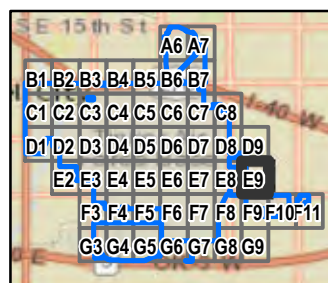 SE 15th St
A6 A7
B1 B2 B3 B4 B5 B6 B7
I-40 W
C1 C2 C3 C4 C5 C6 C7 C8
D1 D2 D3 D4 D5 D6 D7 D8 D9
E2 E3 E4 E5 E6 E7 E8 E9
F3 F4 F5 F6 F7 F8 F9 F10 F11
G3 G4 G5 G6 G7 G8 G9